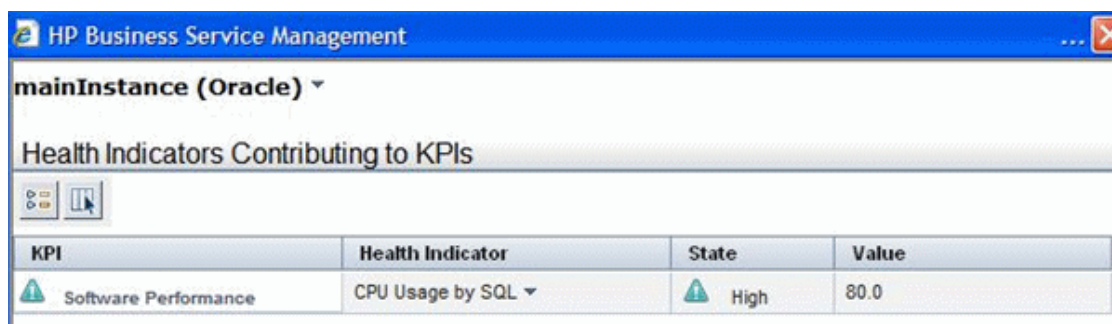 HP Business Service Management ...
mainInstance (Oracle)
Health Indicators Contributing to KPIs
KPI Health Indicator State Value
Software Performance CPU Usage by SQL High 80.0